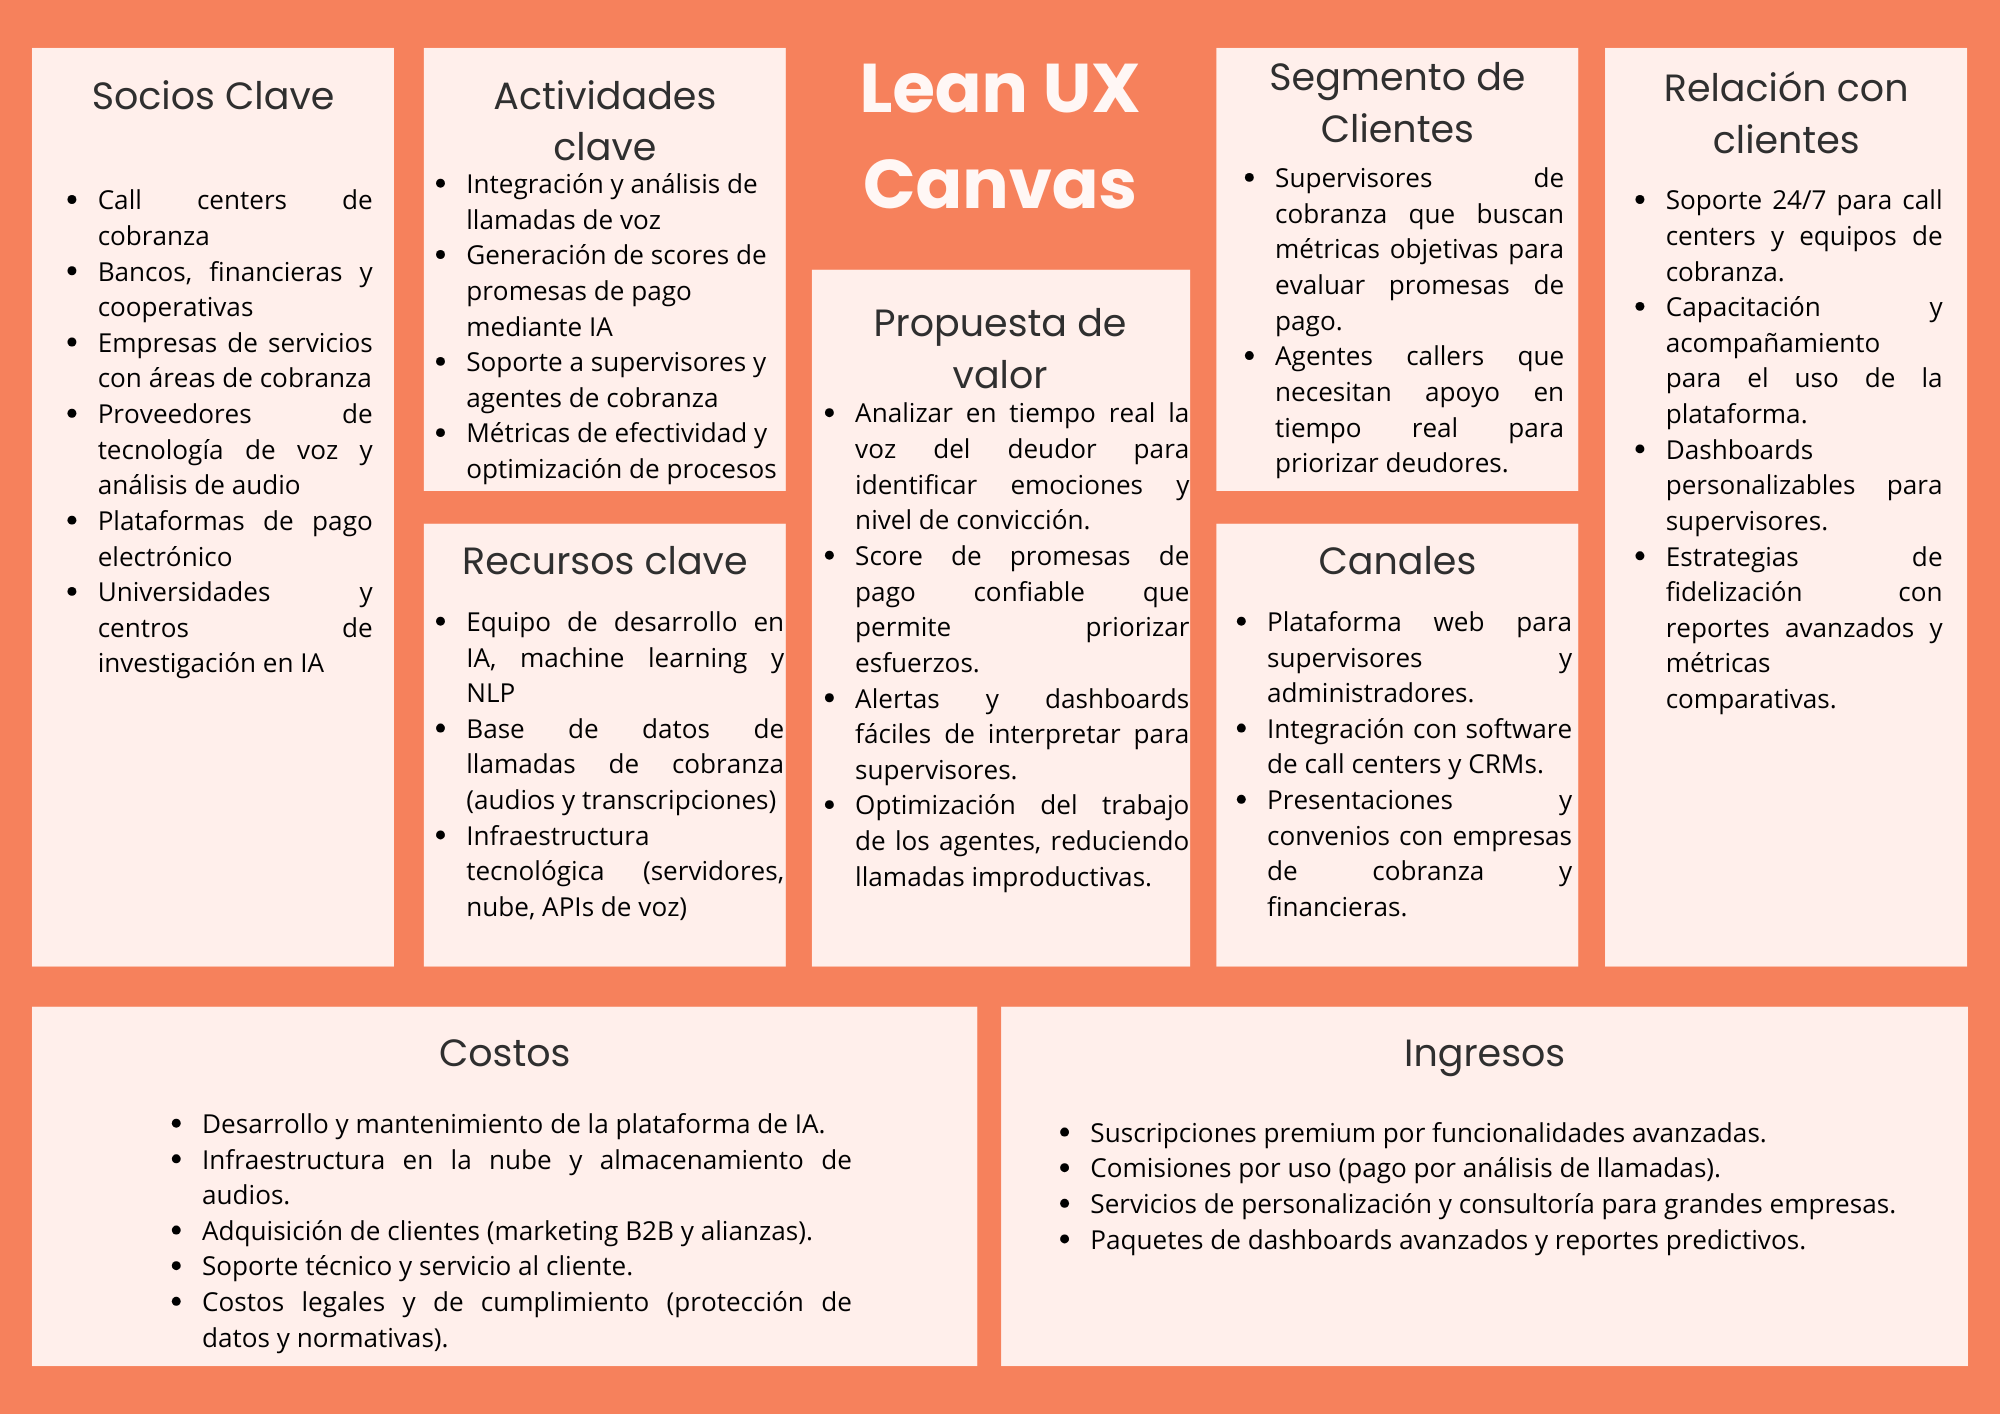 Socios Clave
Call centers de
cobranza
Bancos, financieras y
cooperativas
Empresas de servicios
con áreas de cobranza
Proveedores de
tecnología de voz y
análisis de audio
Plataformas de pago
electrónico
Universidades y
centros de
investigación en IA
Actividades
clave
Integración y análisis de
llamadas de voz
Generación de scores de
promesas de pago
mediante IA
Soporte a supervisores y
agentes de cobranza
Métricas de efectividad y
optimización de procesos
Recursos clave
Equipo de desarrollo en
IA, machine learning y
NLP
Base de datos de
llamadas de cobranza
(audios y transcripciones)
Infraestructura
tecnológica (servidores,
nube, APIs de voz)
Lean UX
Canvas
Propuesta de
valor
Analizar en tiempo real la
voz del deudor para
identificar emociones y
nivel de convicción.
Score de promesas de
pago confiable que
permite priorizar
esfuerzos.
Alertas y dashboards
fáciles de interpretar para
supervisores.
Optimización del trabajo
de los agentes, reduciendo
llamadas improductivas.
Segmento de
Clientes
Supervisores de
cobranza que buscan
métricas objetivas para
evaluar promesas de
pago.
Agentes callers que
necesitan apoyo en
tiempo real para
priorizar deudores.
Canales
Plataforma web para
supervisores y
administradores.
Integración con software
de call centers y CRMs.
Presentaciones y
convenios con empresas
de cobranza y
financieras.
Relación con
clientes
Soporte 24/7 para call
centers y equipos de
cobranza.
Capacitación y
acompañamiento
para el uso de la
plataforma.
Dashboards
personalizables para
supervisores.
Estrategias de
fidelización con
reportes avanzados y
métricas
comparativas.
Costos
Desarrollo y mantenimiento de la plataforma de IA.
Infraestructura en la nube y almacenamiento de
audios.
Adquisición de clientes (marketing B2B y alianzas).
Soporte técnico y servicio al cliente.
Costos legales y de cumplimiento (protección de
datos y normativas).
Ingresos
Suscripciones premium por funcionalidades avanzadas.
Comisiones por uso (pago por análisis de llamadas).
Servicios de personalización y consultoría para grandes empresas.
Paquetes de dashboards avanzados y reportes predictivos.